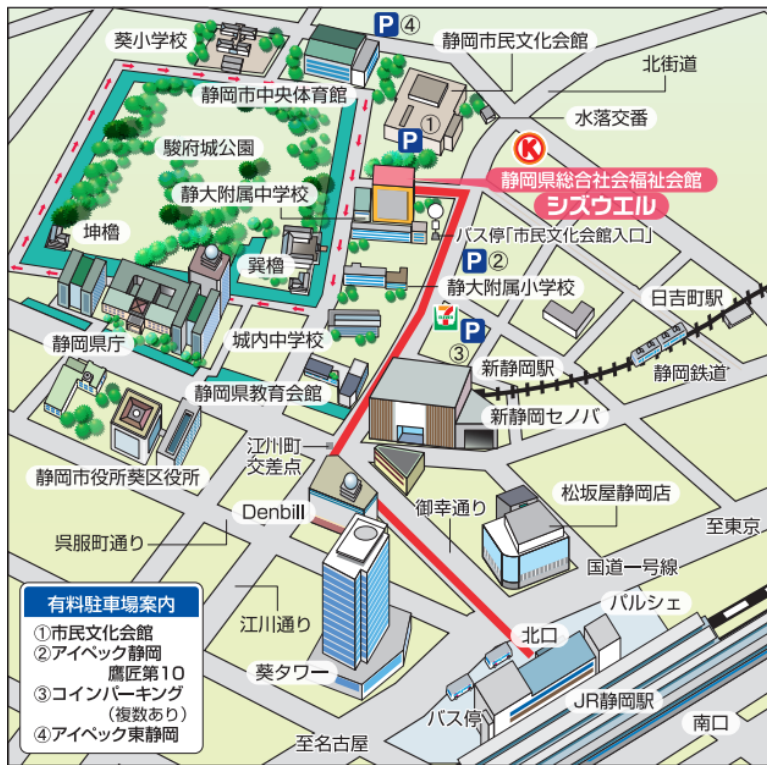 P④
静岡市民文化会館
葵小学校
北街道
静岡市中央体育館
①
水落交番
P
駿府城公園
K
静岡県総合社会福祉会館
シズウエル
静大附属中学校
坤櫓
バス停「市民文化会館入口」
巽櫓
P②
静大附属小学校
日吉町駅
7
ELEVEN
P
③
静岡県庁
城内中学校
新静岡駅
静岡鉄道
静岡県教育会館
新静岡セノバ
江川町
交差点
静岡市役所葵区役所
松坂屋静岡店
Denbill
御幸通り
至東京
呉服町通り
国道一号線
有料駐車場案内
①市民文化会館
②アイペック静岡
鷹匠第10
③コインパーキング
(複数あり)
④アイペック東静岡
江川通り
パルシェ
北口
葵タワー
JR静岡駅
バス停
南口
至名古屋